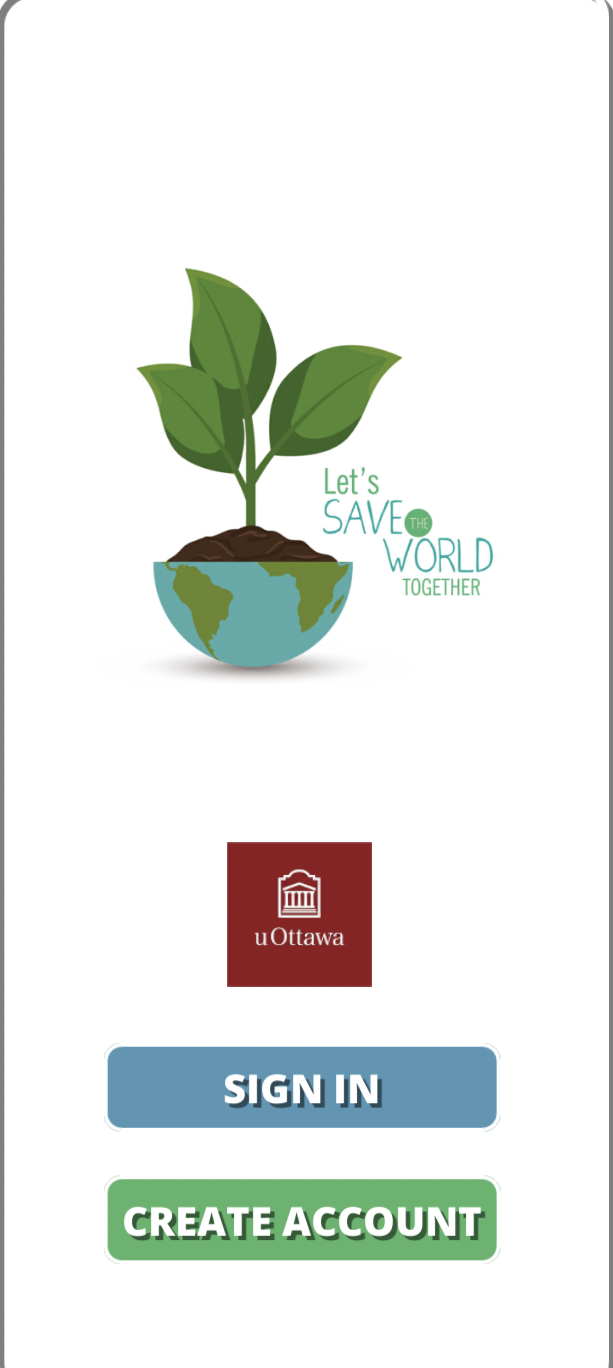 Let's
SAVE THE
WORLD
TOGETHER
uOttawa
SIGN IN
CREATE ACCOUNT